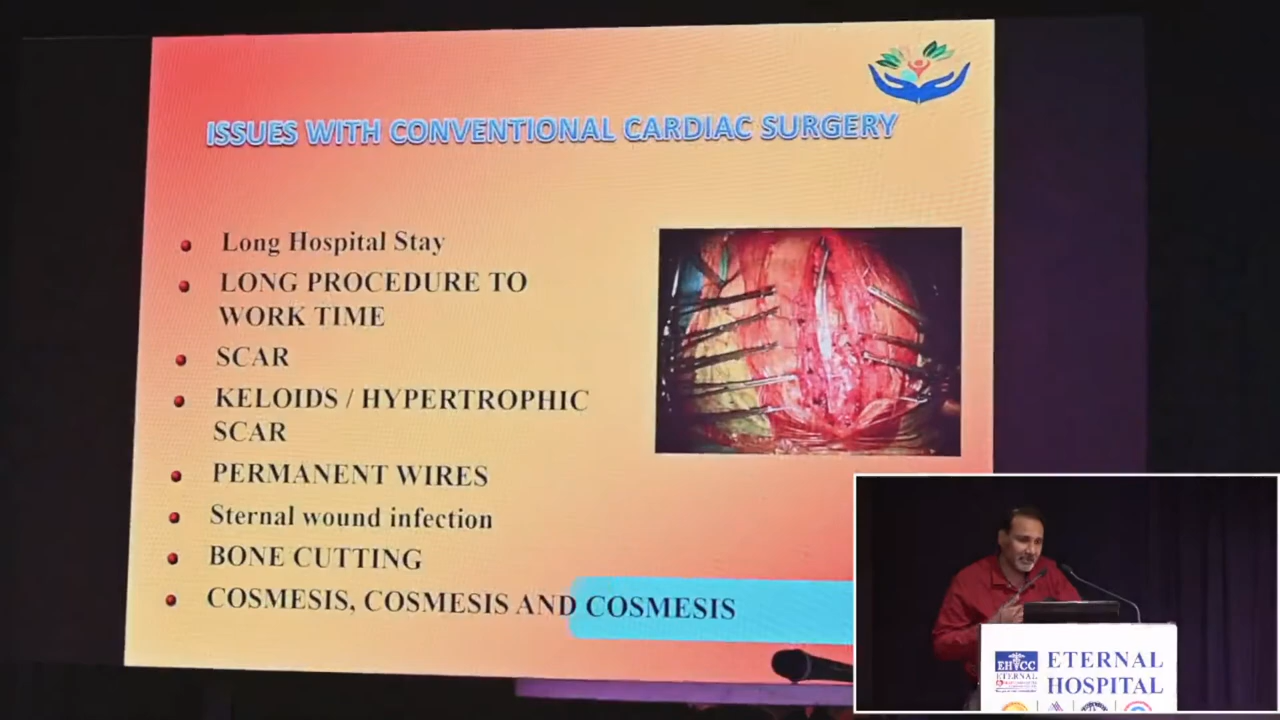 ISSUES WITH CONVENTIONAL CARDIAC SURGERY
Long Hospital Stay
LONG PROCEDURE TO
WORK TIME
SCAR
KELOIDS / HYPERTROPHIC
SCAR
PERMANENT WIRES
Sternal wound infection
BONE CUTTING
COSMESIS, COSMESIS AND COSMESIS
EHCC
ETERNAL
ETERNAL
HOSPITAL